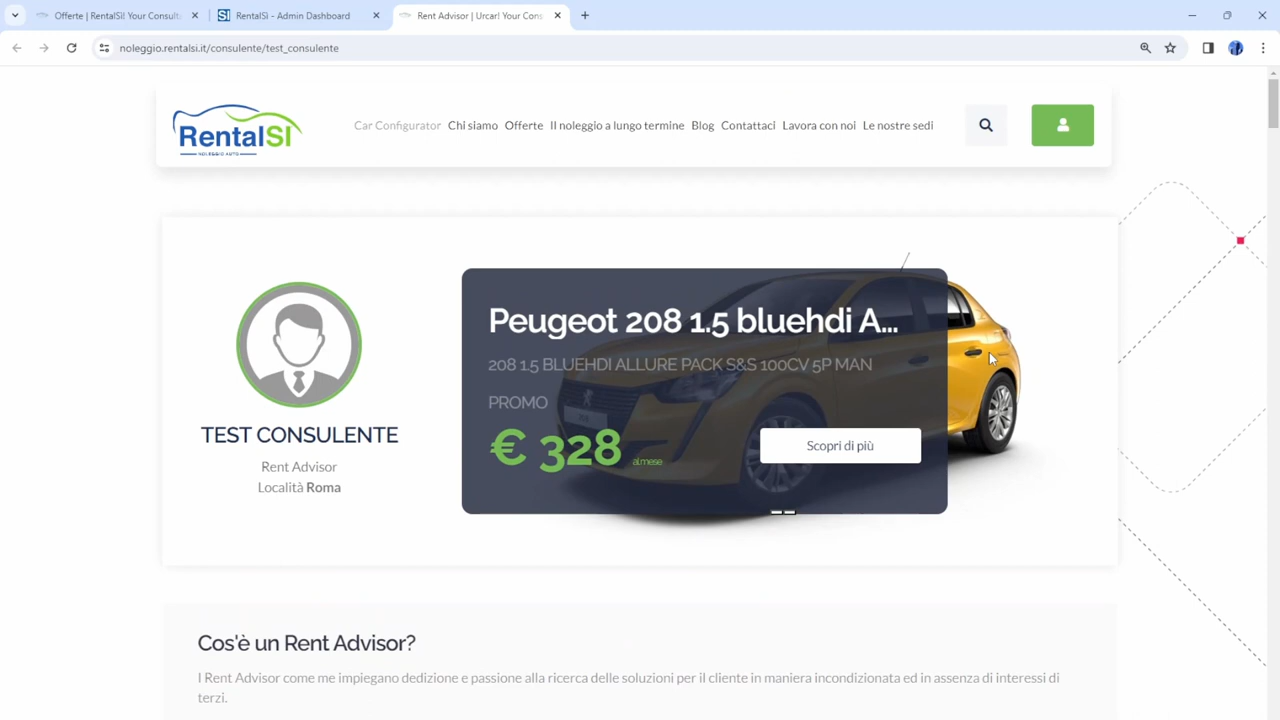 Offerte | RentalSì! Your Consult
RentalSì - Admin Dashboard
Rent Advisor | Urcar! Your Cons
noleggio.rentalsi.it/consulente/test_consulente
RentalSI
NOLEGGIO AUTO
Car Configurator Chi siamo Offerte Il noleggio a lungo termine Blog Contattaci Lavora con noi Le nostre sedi
TEST CONSULENTE
Rent Advisor
Località Roma
Peugeot 208 1.5 bluehdi A...
208 1.5 BLUEHDI ALLURE PACK S&S 100CV 5P MAN
PROMO
€ 328 al mese
Scopri di più
Cos'è un Rent Advisor?
I Rent Advisor come me impiegano dedizione e passione alla ricerca delle soluzioni per il cliente in maniera incondizionata ed in assenza di interessi di
terzi.